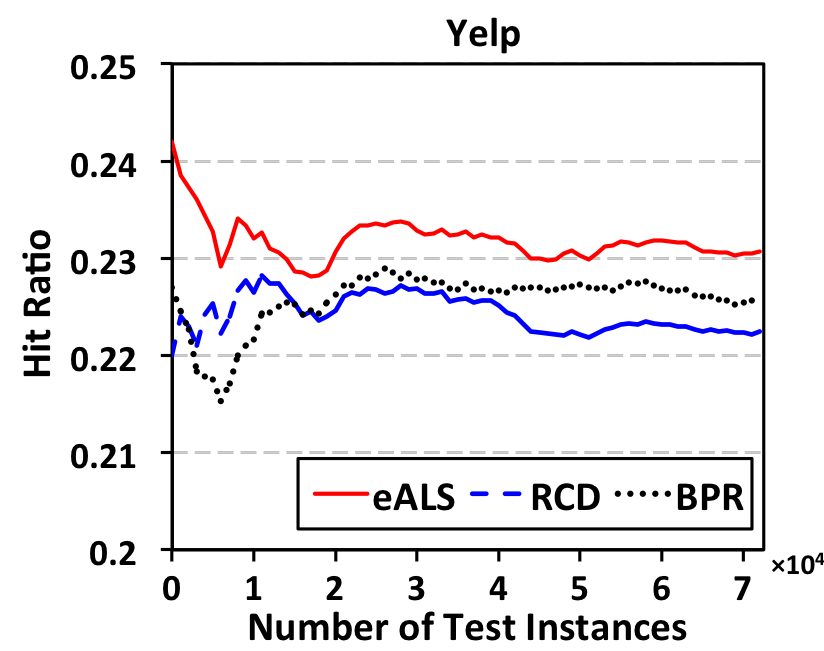 Yelp
0.25
0.24
0.23
0.22
0.21
0.2
Hit Ratio
eALS RCD BPR
0 1 2 3 4 5 6 7 ×10⁴
Number of Test Instances